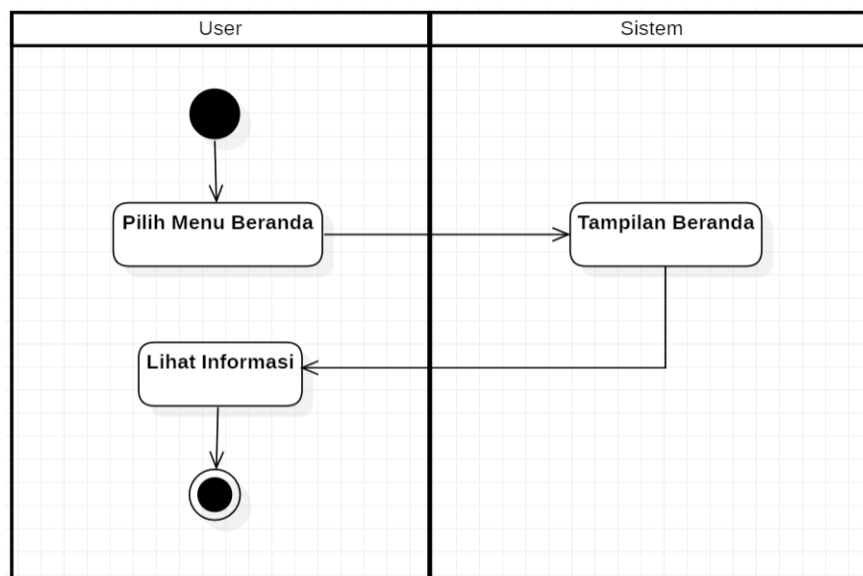 User
Sistem
Pilih Menu Beranda
Tampilan Beranda
Lihat Informasi